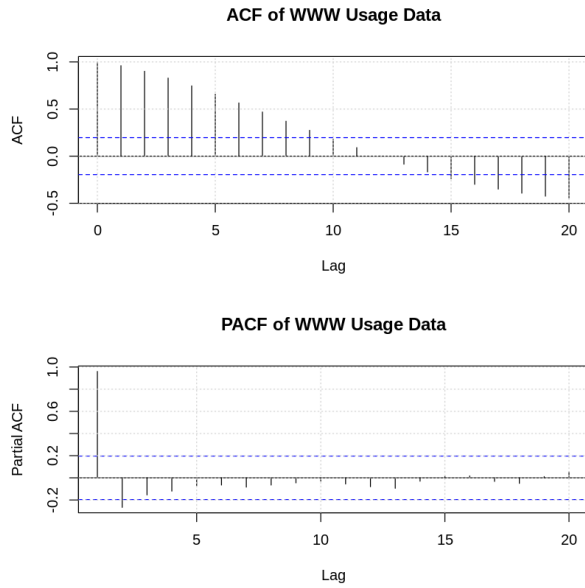 ACF of WWW Usage Data
1.0
0.5
0.0
-0.5
ACF
0 5 10 15 20
Lag
PACF of WWW Usage Data
1.0
0.6
0.2
-0.2
Partial ACF
5 10 15 20
Lag